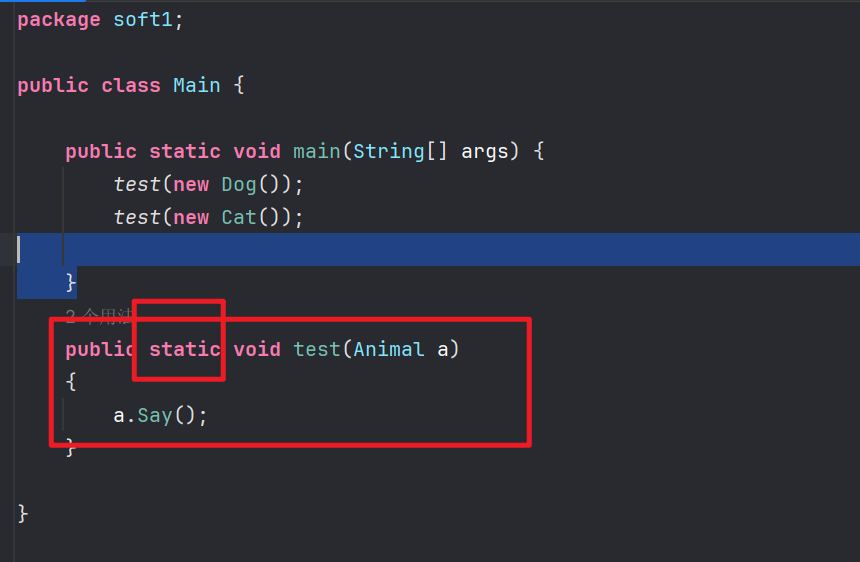 package soft1;
public class Main {
public static void main(String[] args) {
test(new Dog());
test(new Cat());
}
2 个用法
public static void test(Animal a)
{
a.Say();
}
}